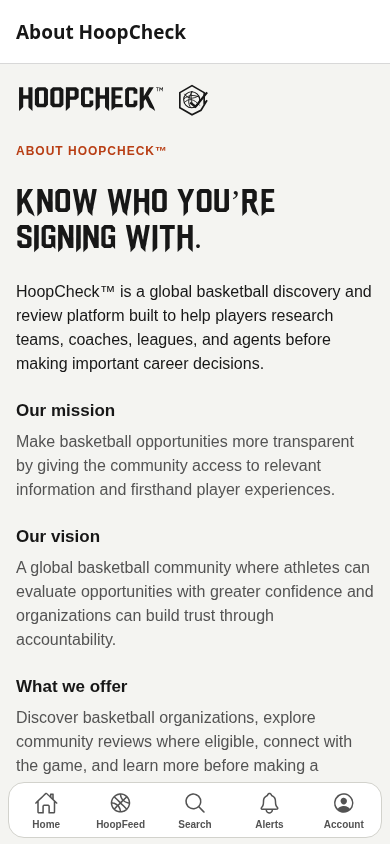 About HoopCheck
HOOPCHECK™
ABOUT HOOPCHECK™
KNOW WHO YOU'RE
SIGNING WITH.
HoopCheck™ is a global basketball discovery and
review platform built to help players research
teams, coaches, leagues, and agents before
making important career decisions.
Our mission
Make basketball opportunities more transparent
by giving the community access to relevant
information and firsthand player experiences.
Our vision
A global basketball community where athletes can
evaluate opportunities with greater confidence and
organizations can build trust through
accountability.
What we offer
Discover basketball organizations, explore
community reviews where eligible, connect with
the game, and learn more before making a
Home
HoopFeed
Search
Alerts
Account